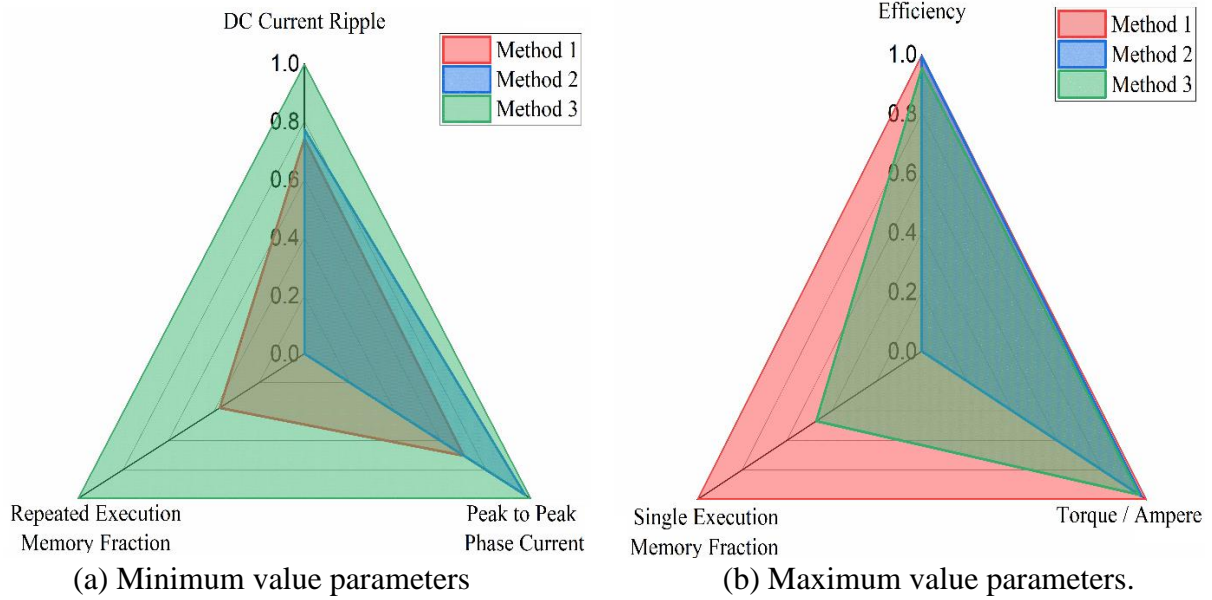 DC Current Ripple
Method 1
Method 2
Method 3
1.0
0.8
0.6
0.4
0.2
0.0
Repeated Execution
Memory Fraction
Peak to Peak
Phase Current
(a) Minimum value parameters
Efficiency
Method 1
Method 2
Method 3
1.0
0.8
0.6
0.4
0.2
0.0
Single Execution
Memory Fraction
Torque / Ampere
(b) Maximum value parameters.